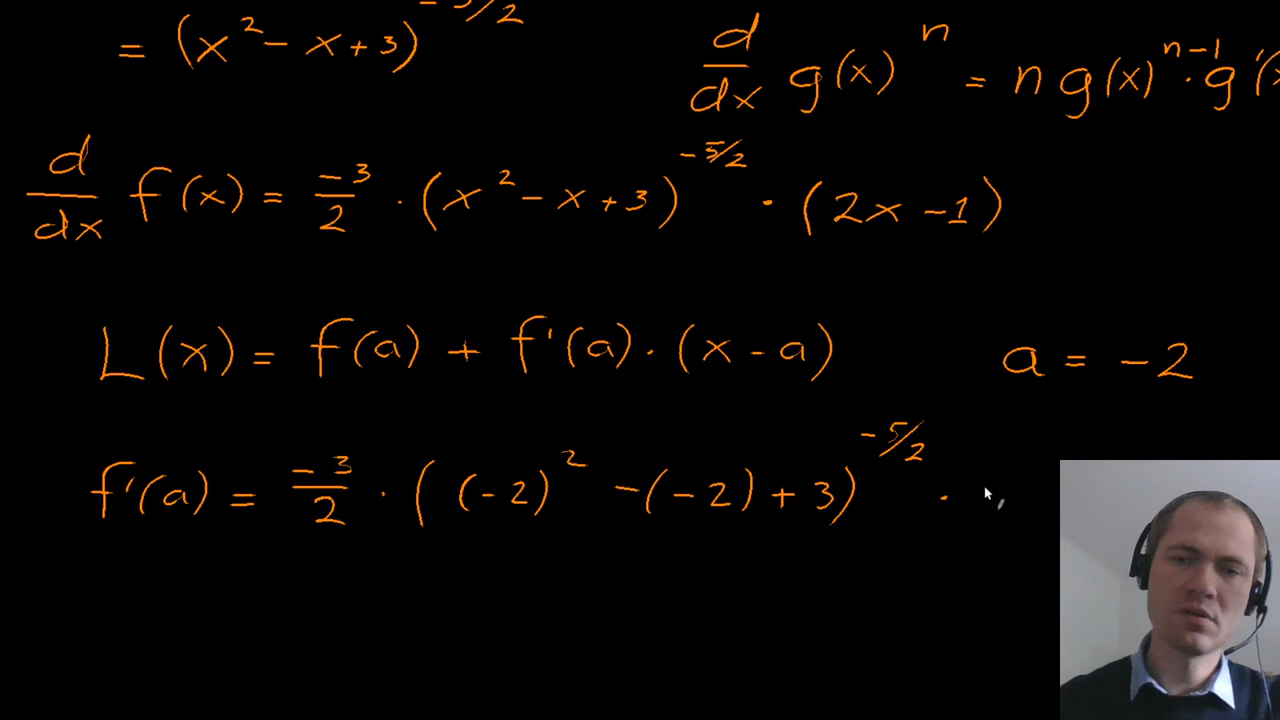 = (x² - x + 3)^(-3/2)
d/dx g(x)^n = n g(x)^(n-1) · g'(x
d/dx f(x) = -3/2 · (x² - x + 3)^(-5/2) · (2x - 1)
L(x) = f(a) + f'(a) · (x - a)
a = -2
f'(a) = -3/2 · ((-2)² - (-2) + 3)^(-5/2) ·